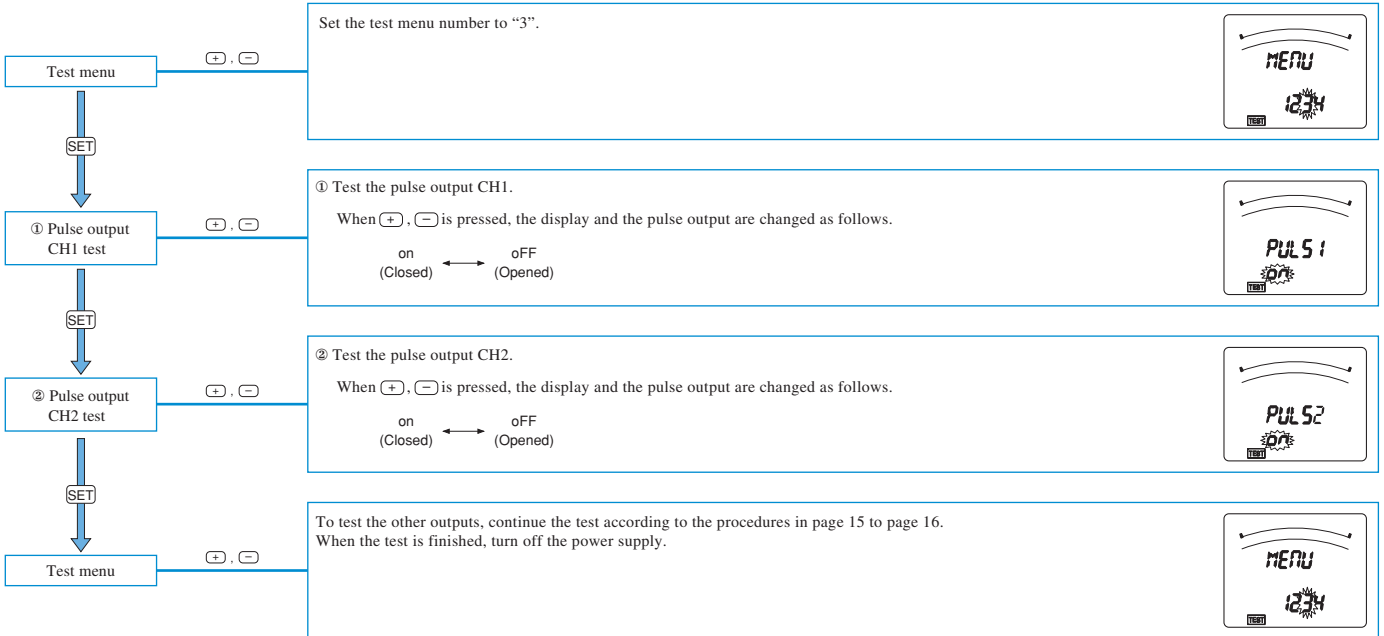 Test menu
+ , −
Set the test menu number to “3”.
MENU
1234
TEST
SET
① Pulse output
CH1 test
+ , −
① Test the pulse output CH1.
When + , − is pressed, the display and the pulse output are changed as follows.
on oFF
(Closed) (Opened)
PULS1
on
TEST
SET
② Pulse output
CH2 test
+ , −
② Test the pulse output CH2.
When + , − is pressed, the display and the pulse output are changed as follows.
on oFF
(Closed) (Opened)
PULS2
on
TEST
SET
Test menu
+ , −
To test the other outputs, continue the test according to the procedures in page 15 to page 16.
When the test is finished, turn off the power supply.
MENU
1234
TEST